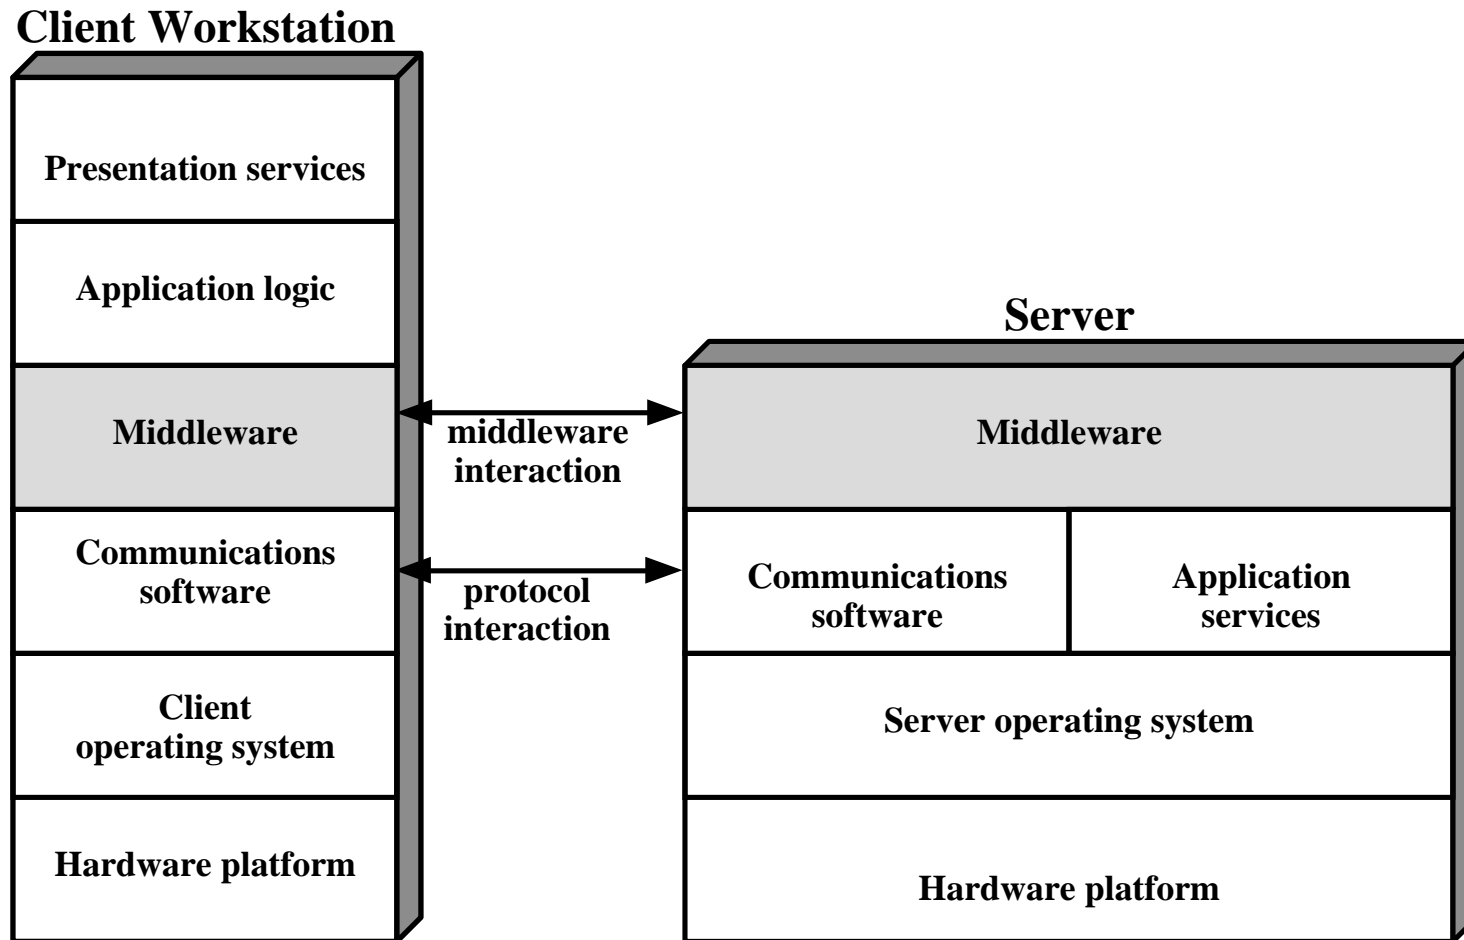 Client Workstation
Presentation services
Application logic
Middleware
Communications
software
Client
operating system
Hardware platform
middleware
interaction
protocol
interaction
Server
Middleware
Communications
software
Application
services
Server operating system
Hardware platform